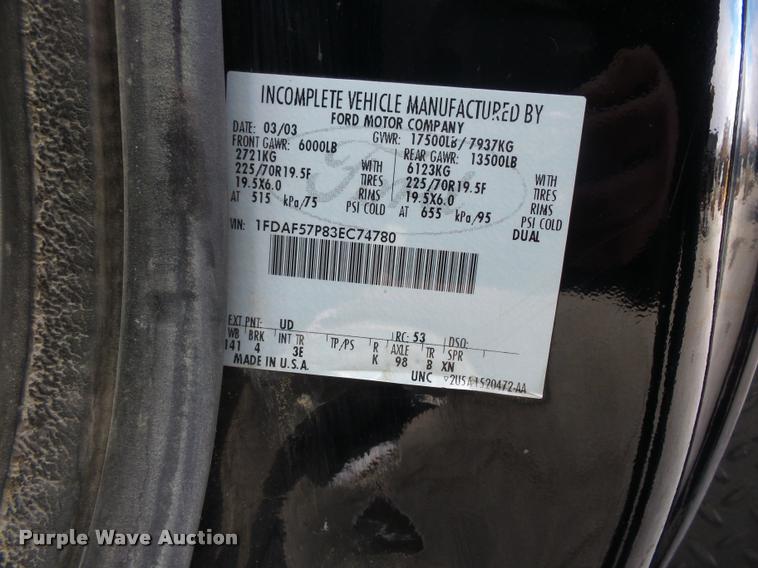 INCOMPLETE VEHICLE MANUFACTURED BY
FORD MOTOR COMPANY
DATE: 03/03 GVWR: 17500LB/ 7937KG
FRONT GAWR: 6000LB REAR GAWR: 13500LB
2721KG WITH 6123KG WITH
225/70R19.5F TIRES 225/70R19.5F TIRES
19.5X6.0 RIMS 19.5X6.0 RIMS
AT 515 kPa/75 PSI COLD AT 655 kPa/95 PSI COLD
DUAL
VIN: 1FDAF57P83EC74780
Ford
EXT PNT: UD RC: 53 DSO:
WB BRK INT TR TP/PS R AXLE TR SPR
141 4 3E K 98 B XN
MADE IN U.S.A. UNC 2U5A1520472-AA
Purple Wave Auction